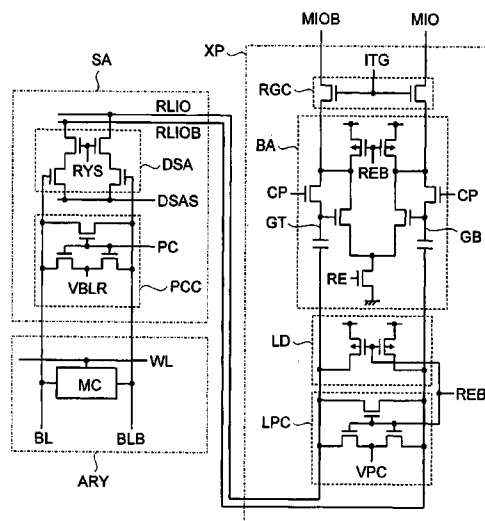 MIOB MIO
XP
SA
ITG
RLIO
RGC
RLIOB
BA
RYS
DSA
REB
CP CP
DSAS
GT GB
PC
VBLR
PCC
RE
WL
LD
MC
REB
BL BLB
LPC
VPC
ARY